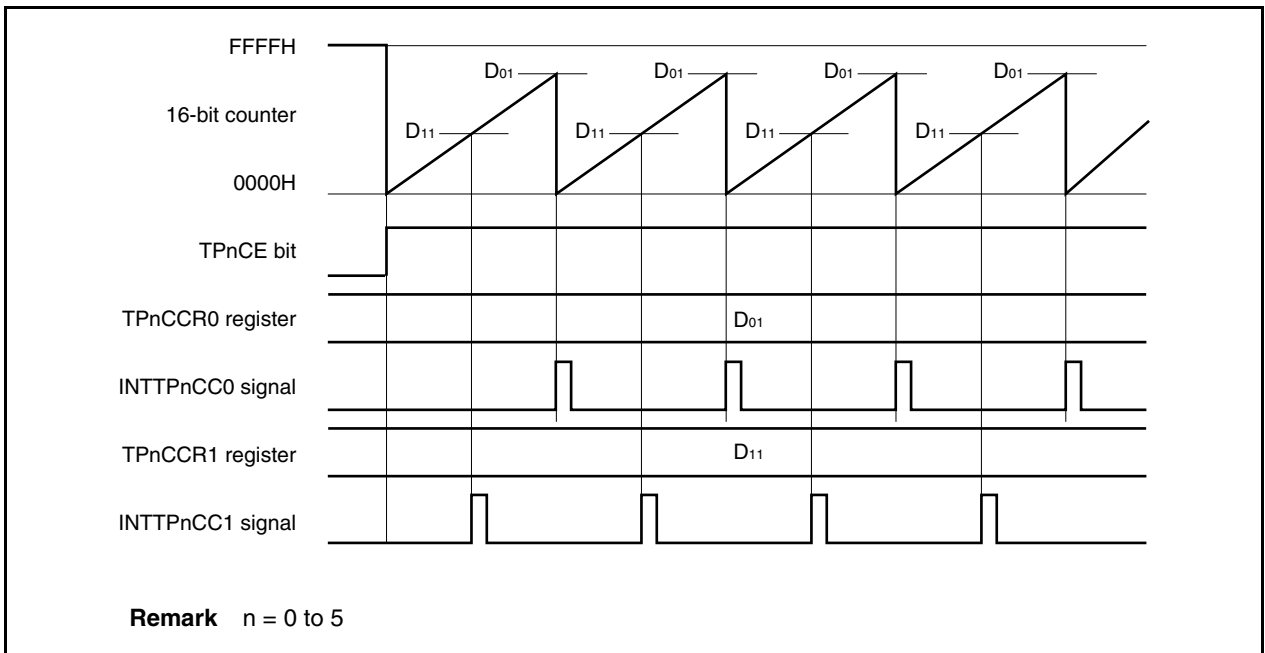 FFFFH
D01 D01 D01 D01
16-bit counter
D11 D11 D11 D11
0000H
TPnCE bit
TPnCCR0 register
D01
INTTPnCC0 signal
TPnCCR1 register
D11
INTTPnCC1 signal
Remark n = 0 to 5